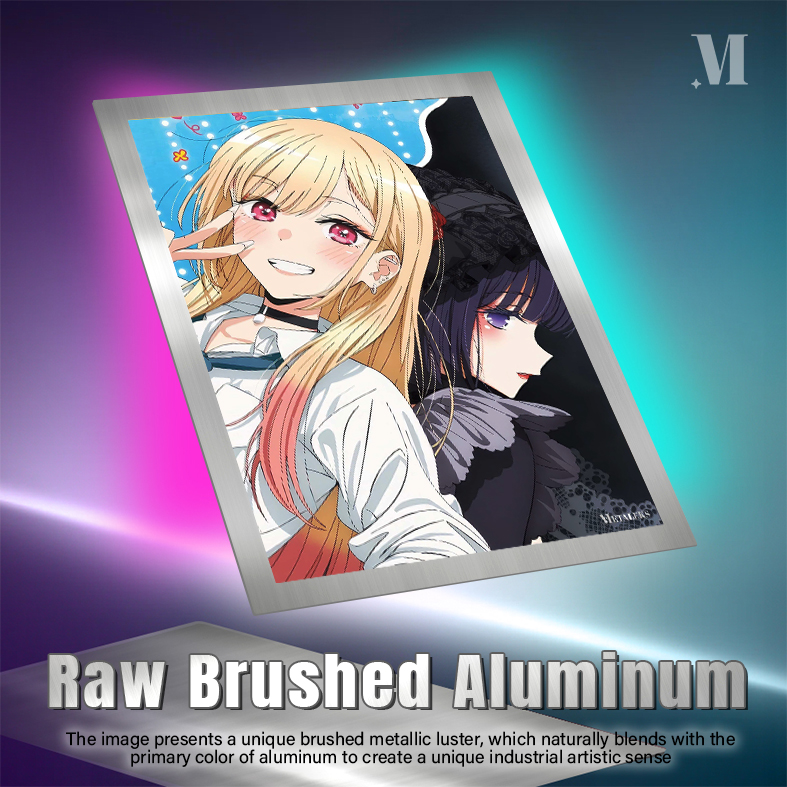 M
METALERS
Raw Brushed Aluminum
The image presents a unique brushed metallic luster, which naturally blends with the
primary color of aluminum to create a unique industrial artistic sense